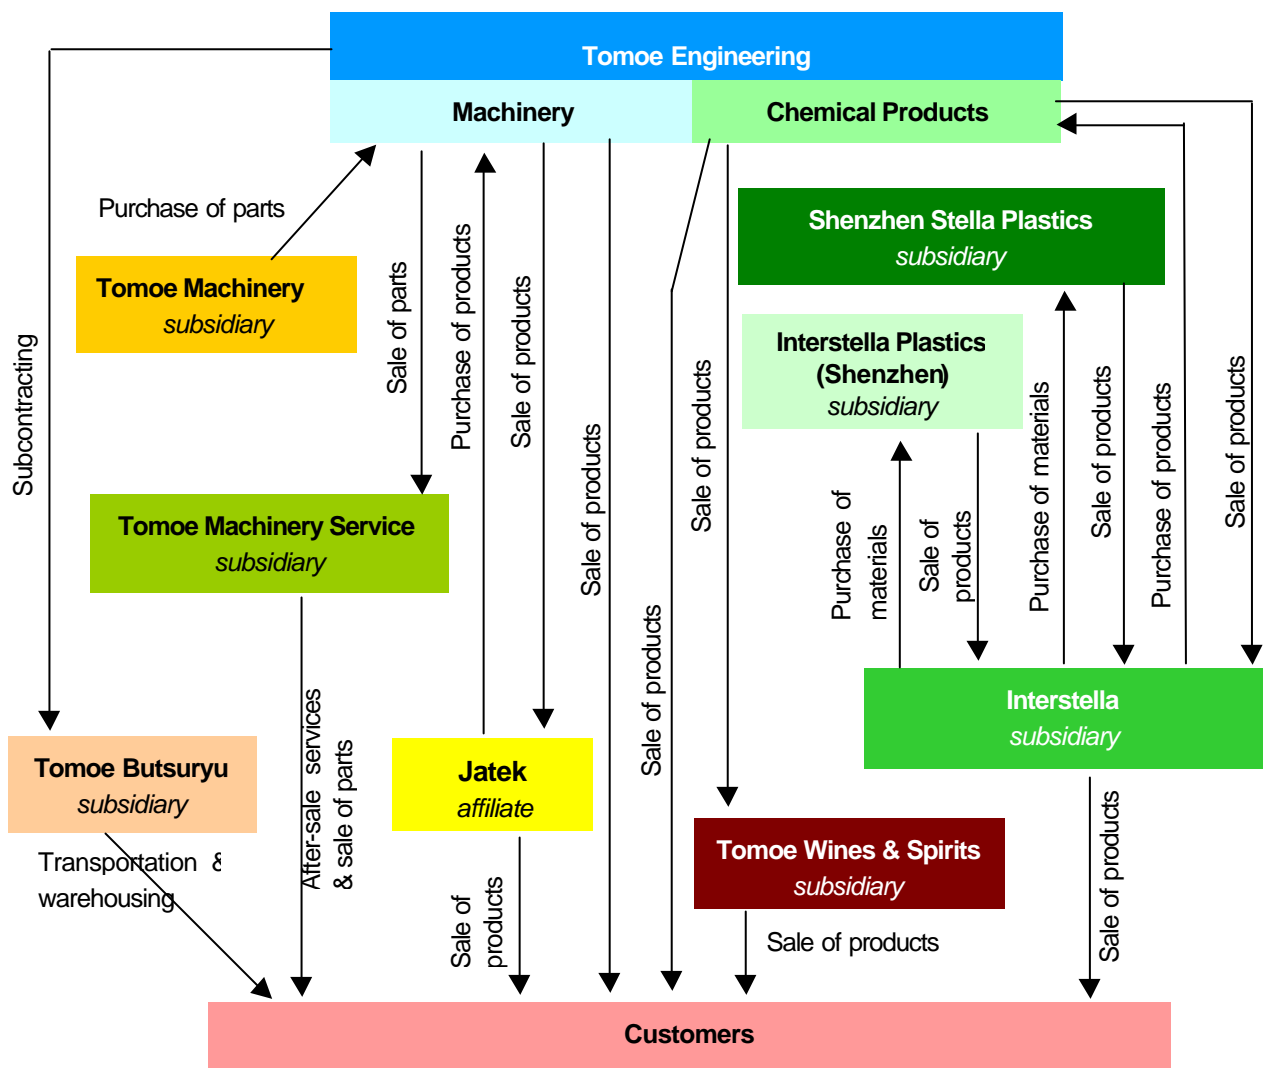 Tomoe Engineering
Machinery
Chemical Products
Purchase of parts
Shenzhen Stella Plastics
subsidiary
Tomoe Machinery
subsidiary
Interstella Plastics
(Shenzhen)
subsidiary
Subcontracting
Sale of parts
Purchase of products
Sale of products
Sale of products
Sale of products
Sale of products
Purchase of
materials
Sale of
products
Purchase of materials
Sale of products
Purchase of products
Sale of products
Tomoe Machinery Service
subsidiary
Interstella
subsidiary
Tomoe Butsuryu
subsidiary
Jatek
affiliate
After-sale services
& sale of parts
Tomoe Wines & Spirits
subsidiary
Transportation &
warehousing
Sale of
products
Sale of products
Sale of products
Customers